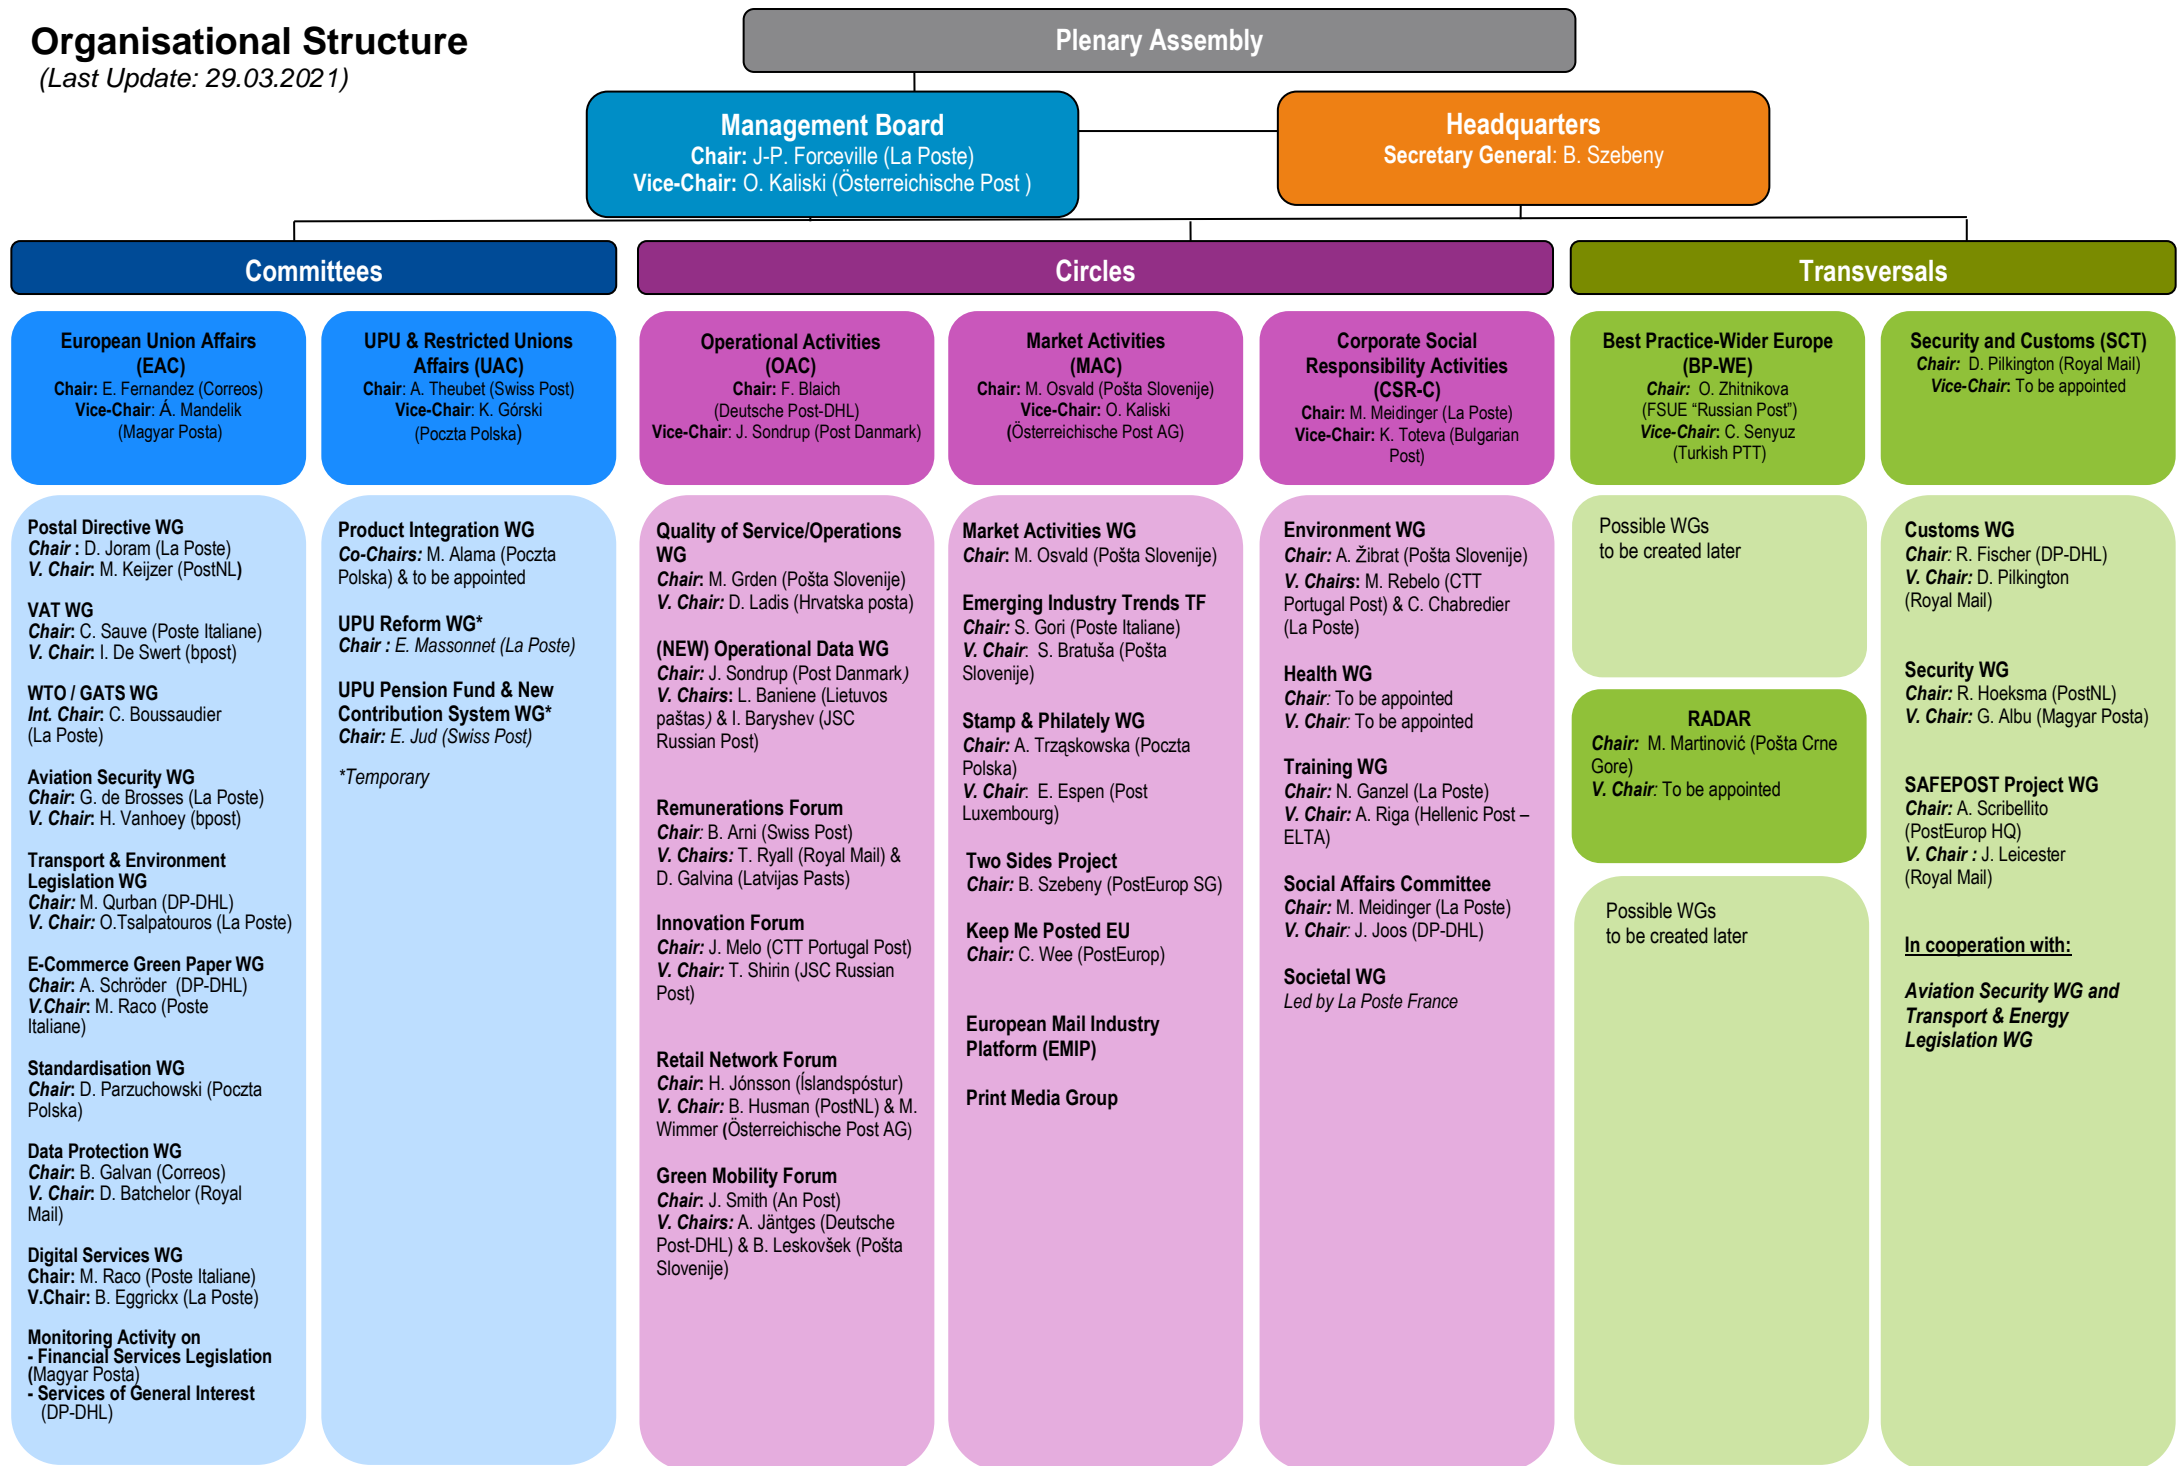 Organisational Structure
(Last Update: 29.03.2021)
Plenary Assembly
Management Board
Chair: J-P. Forceville (La Poste)
Vice-Chair: O. Kaliski (Österreichische Post )
Headquarters
Secretary General: B. Szebeny
Committees
Circles
Transversals
European Union Affairs
(EAC)
Chair: E. Fernandez (Correos)
Vice-Chair: Á. Mandelik
(Magyar Posta)
UPU & Restricted Unions
Affairs (UAC)
Chair: A. Theubet (Swiss Post)
Vice-Chair: K. Górski
(Poczta Polska)
Operational Activities
(OAC)
Chair: F. Blaich
(Deutsche Post-DHL)
Vice-Chair: J. Sondrup (Post Danmark)
Market Activities
(MAC)
Chair: M. Osvald (Pošta Slovenije)
Vice-Chair: O. Kaliski
(Österreichische Post AG)
Corporate Social
Responsibility Activities
(CSR-C)
Chair: M. Meidinger (La Poste)
Vice-Chair: K. Toteva (Bulgarian
Post)
Best Practice-Wider Europe
(BP-WE)
Chair: O. Zhitnikova
(FSUE “Russian Post”)
Vice-Chair: C. Senyuz
(Turkish PTT)
Security and Customs (SCT)
Chair: D. Pilkington (Royal Mail)
Vice-Chair: To be appointed
Postal Directive WG
Chair : D. Joram (La Poste)
V. Chair: M. Keijzer (PostNL)
VAT WG
Chair: C. Sauve (Poste Italiane)
V. Chair: I. De Swert (bpost)
WTO / GATS WG
Int. Chair: C. Boussaudier
(La Poste)
Aviation Security WG
Chair: G. de Brosses (La Poste)
V. Chair: H. Vanhoey (bpost)
Transport & Environment
Legislation WG
Chair: M. Qurban (DP-DHL)
V. Chair: O.Tsalpatouros (La Poste)
E-Commerce Green Paper WG
Chair: A. Schröder (DP-DHL)
V.Chair: M. Raco (Poste
Italiane)
Standardisation WG
Chair: D. Parzuchowski (Poczta
Polska)
Data Protection WG
Chair: B. Galvan (Correos)
V. Chair: D. Batchelor (Royal
Mail)
Digital Services WG
Chair: M. Raco (Poste Italiane)
V.Chair: B. Eggrickx (La Poste)
Monitoring Activity on
- Financial Services Legislation
(Magyar Posta)
- Services of General Interest
(DP-DHL)
Product Integration WG
Co-Chairs: M. Alama (Poczta
Polska) & to be appointed
UPU Reform WG*
Chair : E. Massonnet (La Poste)
UPU Pension Fund & New
Contribution System WG*
Chair: E. Jud (Swiss Post)
*Temporary
Quality of Service/Operations
WG
Chair: M. Grden (Pošta Slovenije)
V. Chair: D. Ladis (Hrvatska posta)
(NEW) Operational Data WG
Chair: J. Sondrup (Post Danmark)
V. Chairs: L. Baniene (Lietuvos
paštas) & I. Baryshev (JSC
Russian Post)
Remunerations Forum
Chair: B. Arni (Swiss Post)
V. Chairs: T. Ryall (Royal Mail) &
D. Galvina (Latvijas Pasts)
Innovation Forum
Chair: J. Melo (CTT Portugal Post)
V. Chair: T. Shirin (JSC Russian
Post)
Retail Network Forum
Chair: H. Jónsson (Íslandspóstur)
V. Chair: B. Husman (PostNL) & M.
Wimmer (Österreichische Post AG)
Green Mobility Forum
Chair: J. Smith (An Post)
V. Chairs: A. Jäntges (Deutsche
Post-DHL) & B. Leskovšek (Pošta
Slovenije)
Market Activities WG
Chair: M. Osvald (Pošta Slovenije)
Emerging Industry Trends TF
Chair: S. Gori (Poste Italiane)
V. Chair: S. Bratuša (Pošta
Slovenije)
Stamp & Philately WG
Chair: A. Trząskowska (Poczta
Polska)
V. Chair: E. Espen (Post
Luxembourg)
Two Sides Project
Chair: B. Szebeny (PostEurop SG)
Keep Me Posted EU
Chair: C. Wee (PostEurop)
European Mail Industry
Platform (EMIP)
Print Media Group
Environment WG
Chair: A. Žibrat (Pošta Slovenije)
V. Chairs: M. Rebelo (CTT
Portugal Post) & C. Chabredier
(La Poste)
Health WG
Chair: To be appointed
V. Chair: To be appointed
Training WG
Chair: N. Ganzel (La Poste)
V. Chair: A. Riga (Hellenic Post –
ELTA)
Social Affairs Committee
Chair: M. Meidinger (La Poste)
V. Chair: J. Joos (DP-DHL)
Societal WG
Led by La Poste France
Possible WGs
to be created later
RADAR
Chair: M. Martinović (Pošta Crne
Gore)
V. Chair: To be appointed
Possible WGs
to be created later
Customs WG
Chair: R. Fischer (DP-DHL)
V. Chair: D. Pilkington
(Royal Mail)
Security WG
Chair: R. Hoeksma (PostNL)
V. Chair: G. Albu (Magyar Posta)
SAFEPOST Project WG
Chair: A. Scribellito
(PostEurop HQ)
V. Chair : J. Leicester
(Royal Mail)
In cooperation with:
Aviation Security WG and
Transport & Energy
Legislation WG